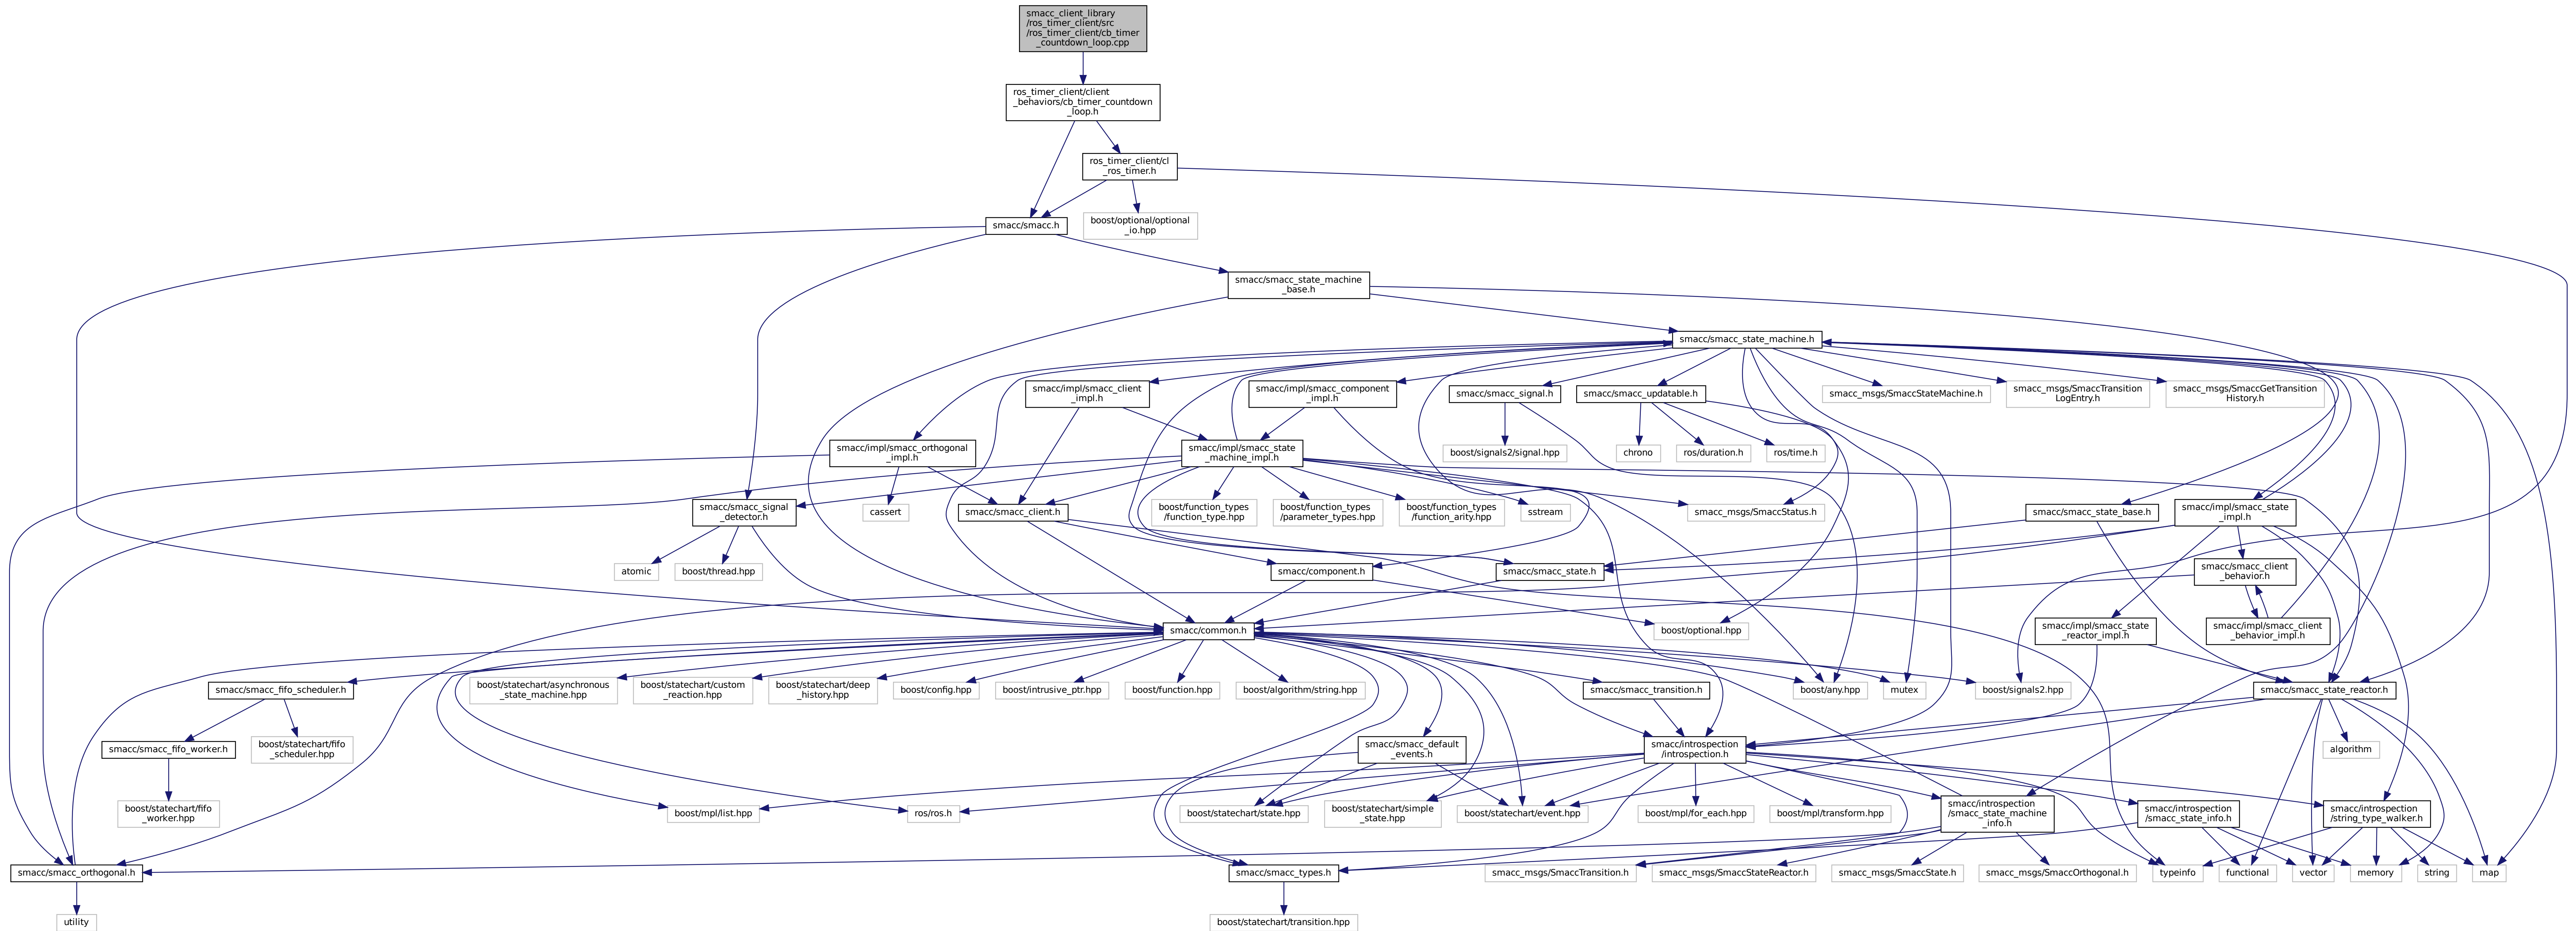 smacc_client_library
/ros_timer_client/src
/ros_timer_client/cb_timer
_countdown_loop.cpp
ros_timer_client/client
_behaviors/cb_timer_countdown
_loop.h
ros_timer_client/cl
_ros_timer.h
smacc/smacc.h
boost/optional/optional
_io.hpp
smacc/smacc_state_machine
_base.h
smacc/smacc_state_machine.h
smacc/impl/smacc_client
_impl.h
smacc/impl/smacc_component
_impl.h
smacc/smacc_signal.h
smacc/smacc_updatable.h
smacc_msgs/SmaccStateMachine.h
smacc_msgs/SmaccTransition
LogEntry.h
smacc_msgs/SmaccGetTransition
History.h
smacc/impl/smacc_orthogonal
_impl.h
smacc/impl/smacc_state
_machine_impl.h
boost/signals2/signal.hpp
chrono
ros/duration.h
ros/time.h
smacc/smacc_signal
_detector.h
cassert
smacc/smacc_client.h
boost/function_types
/function_type.hpp
boost/function_types
/parameter_types.hpp
boost/function_types
/function_arity.hpp
sstream
smacc_msgs/SmaccStatus.h
smacc/smacc_state_base.h
smacc/impl/smacc_state
_impl.h
atomic
boost/thread.hpp
smacc/component.h
smacc/smacc_state.h
smacc/smacc_client
_behavior.h
smacc/common.h
boost/optional.hpp
smacc/impl/smacc_state
_reactor_impl.h
smacc/impl/smacc_client
_behavior_impl.h
smacc/smacc_fifo_scheduler.h
boost/statechart/asynchronous
_state_machine.hpp
boost/statechart/custom
_reaction.hpp
boost/statechart/deep
_history.hpp
boost/config.hpp
boost/intrusive_ptr.hpp
boost/function.hpp
boost/algorithm/string.hpp
smacc/smacc_transition.h
boost/any.hpp
mutex
boost/signals2.hpp
smacc/smacc_state_reactor.h
smacc/smacc_fifo_worker.h
boost/statechart/fifo
_scheduler.hpp
smacc/smacc_default
_events.h
smacc/introspection
/introspection.h
algorithm
boost/statechart/fifo
_worker.hpp
boost/mpl/list.hpp
ros/ros.h
boost/statechart/state.hpp
boost/statechart/simple
_state.hpp
boost/statechart/event.hpp
boost/mpl/for_each.hpp
boost/mpl/transform.hpp
smacc/introspection
/smacc_state_machine
_info.h
smacc/introspection
/smacc_state_info.h
smacc/introspection
/string_type_walker.h
smacc/smacc_orthogonal.h
smacc/smacc_types.h
smacc_msgs/SmaccTransition.h
smacc_msgs/SmaccStateReactor.h
smacc_msgs/SmaccState.h
smacc_msgs/SmaccOrthogonal.h
typeinfo
functional
vector
memory
string
map
utility
boost/statechart/transition.hpp